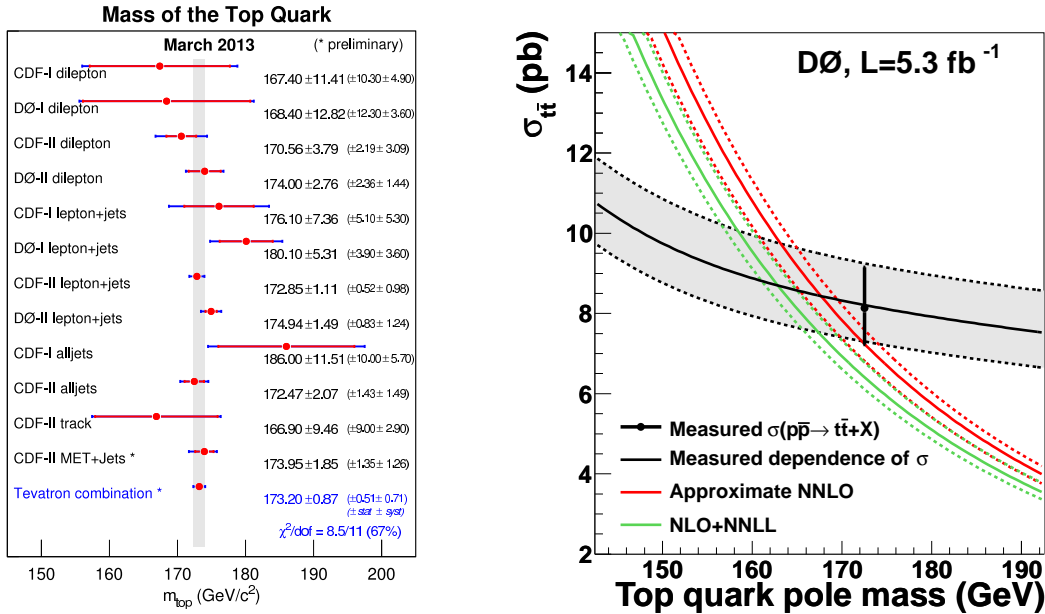 Mass of the Top Quark
March 2013 (* preliminary)
CDF-I dilepton 167.40 ±11.41 (±10.30± 4.90)
DØ-I dilepton 168.40 ±12.82 (±12.30± 3.60)
CDF-II dilepton 170.56 ±3.79 (±2.19± 3.09)
DØ-II dilepton 174.00 ±2.76 (±2.36± 1.44)
CDF-I lepton+jets 176.10 ±7.36 (±5.10± 5.30)
DØ-I lepton+jets 180.10 ±5.31 (±3.90± 3.60)
CDF-II lepton+jets 172.85 ±1.11 (±0.52± 0.98)
DØ-II lepton+jets 174.94 ±1.49 (±0.83± 1.24)
CDF-I alljets 186.00 ±11.51 (±10.00± 5.70)
CDF-II alljets 172.47 ±2.07 (±1.43± 1.49)
CDF-II track 166.90 ±9.46 (±9.00± 2.90)
CDF-II MET+Jets * 173.95 ±1.85 (±1.35± 1.26)
Tevatron combination * 173.20 ±0.87 (±0.51± 0.71)
(± stat ± syst)
χ²/dof = 8.5/11 (67%)
150 160 170 180 190 200
m_top (GeV/c²)
DØ, L=5.3 fb⁻¹
σ_tt̄ (pb)
14
12
10
8
6
4
2
Measured σ(pp̄→ tt̄+X)
Measured dependence of σ
Approximate NNLO
NLO+NNLL
150 160 170 180 190
Top quark pole mass (GeV)